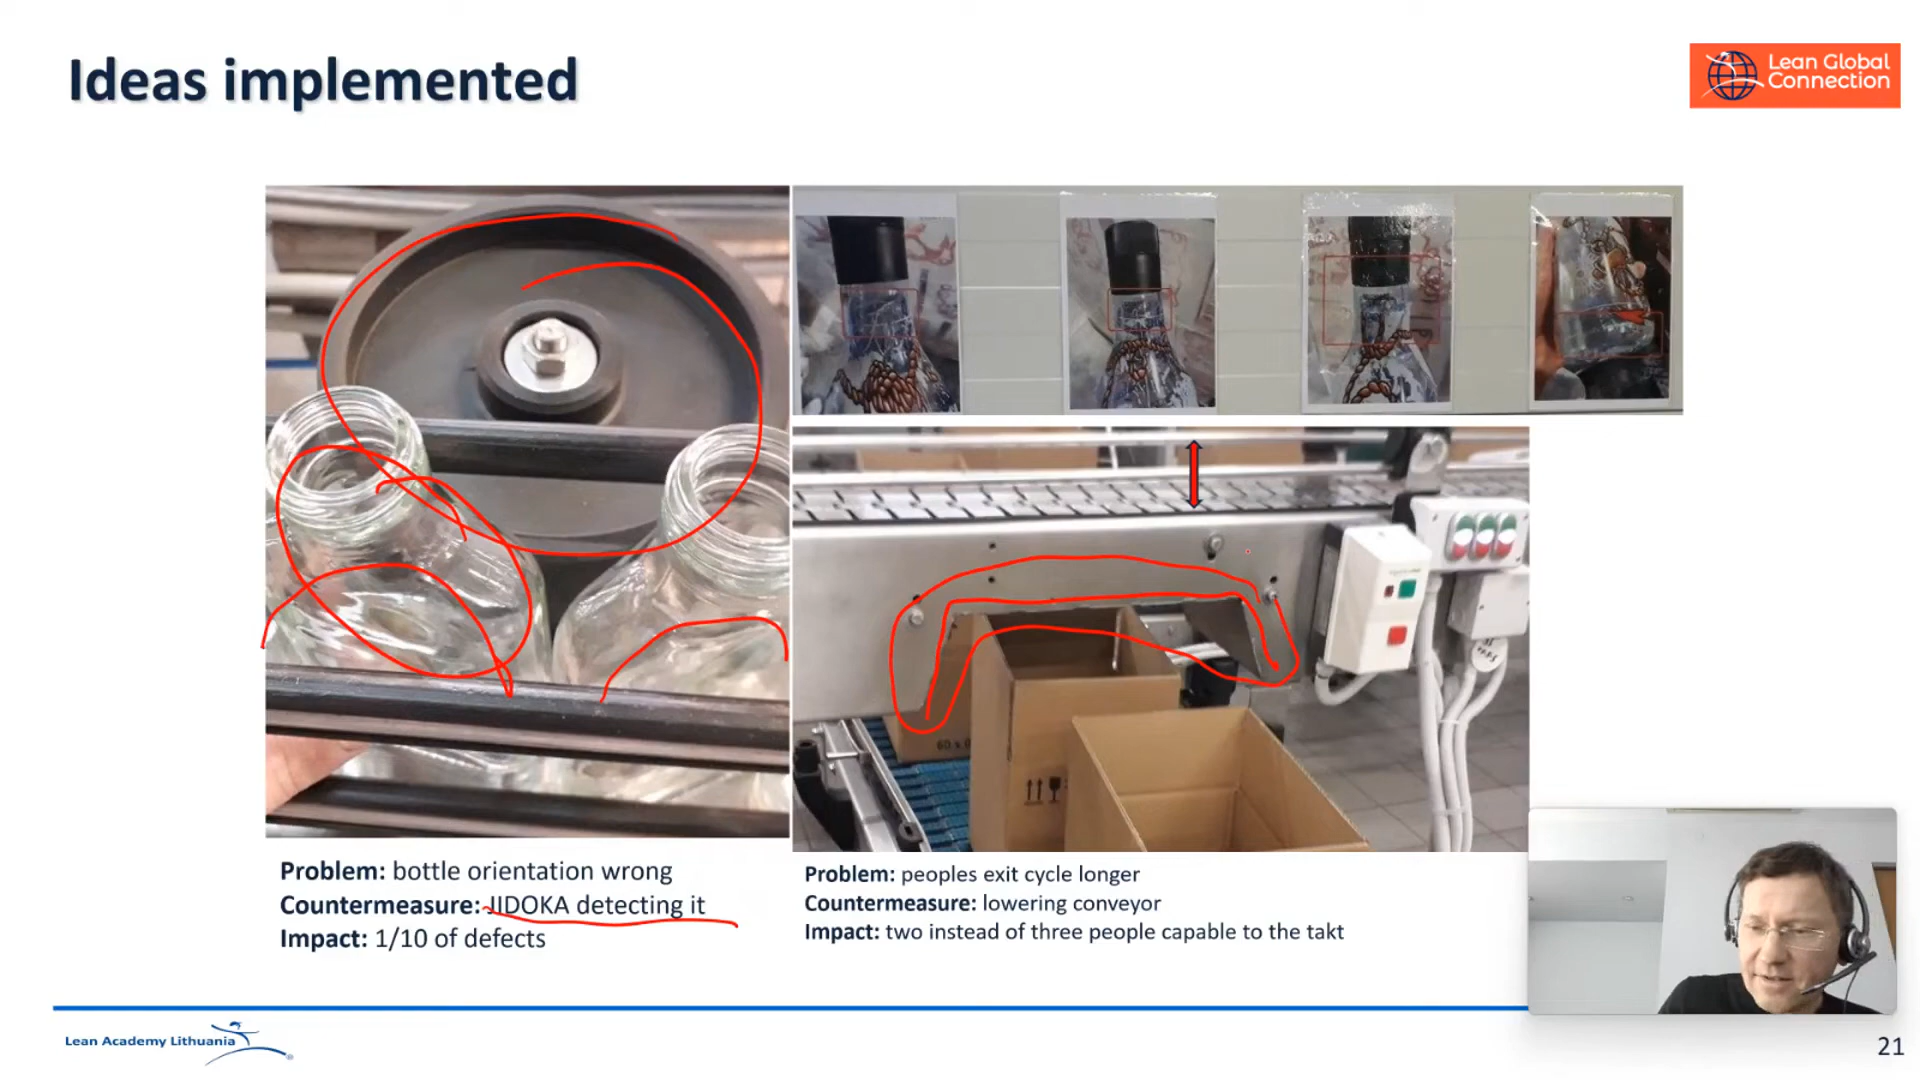 Ideas implemented
Lean Global
Connection
60 x
Problem: bottle orientation wrong
Countermeasure: JIDOKA detecting it
Impact: 1/10 of defects
Problem: peoples exit cycle longer
Countermeasure: lowering conveyor
Impact: two instead of three people capable to the takt
Lean Academy Lithuania
21